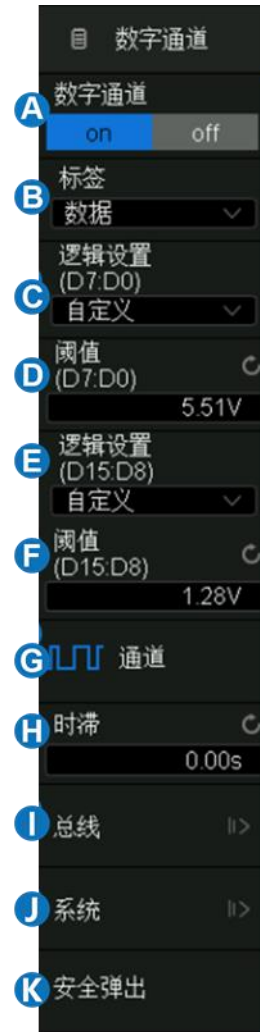 数字通道
A
数字通道
on off
B
标签
数据
C
逻辑设置
(D7:D0)
自定义
D
阈值
(D7:D0)
5.51V
E
逻辑设置
(D15:D8)
自定义
F
阈值
(D15:D8)
1.28V
G
通道
H
时滞
0.00s
I
总线
J
系统
K
安全弹出